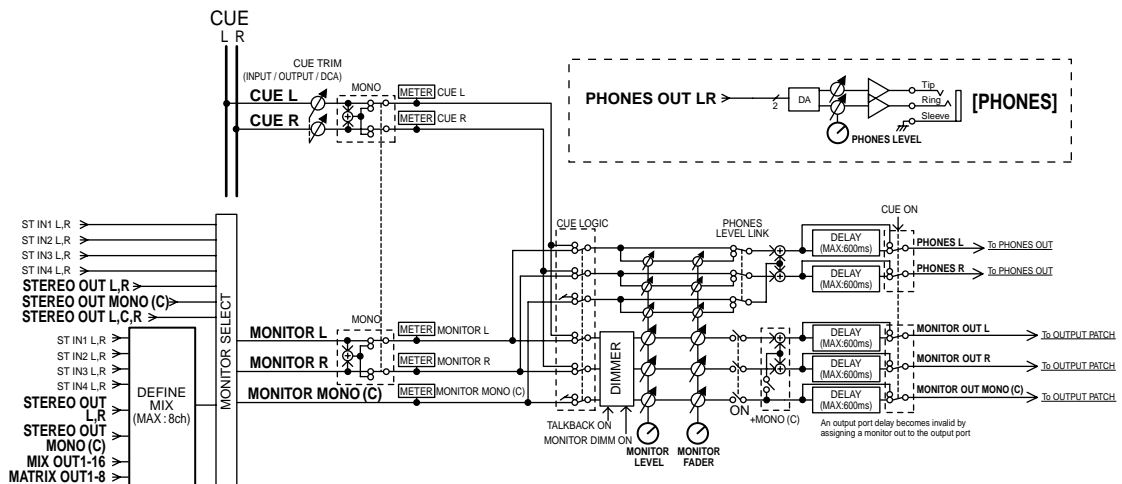 CUE
L R
CUE TRIM
(INPUT / OUTPUT / DCA)
MONO
CUE L
METER CUE L
CUE R
METER CUE R
PHONES OUT LR
2
DA
Tip
Ring
Sleeve
[PHONES]
PHONES LEVEL
ST IN1 L,R
ST IN2 L,R
ST IN3 L,R
ST IN4 L,R
STEREO OUT L,R
STEREO OUT MONO (C)
STEREO OUT L,C,R
ST IN1 L,R
ST IN2 L,R
ST IN3 L,R
ST IN4 L,R
STEREO OUT
L,R
STEREO OUT
MONO (C)
MIX OUT1-16
MATRIX OUT1-8
DEFINE
MIX
(MAX : 8ch)
MONITOR SELECT
MONO
MONITOR L
METER MONITOR L
MONITOR R
METER MONITOR R
MONITOR MONO (C)
METER MONITOR MONO (C)
CUE LOGIC
DIMMER
TALKBACK ON
MONITOR DIMM ON
MONITOR
LEVEL
MONITOR
FADER
PHONES
LEVEL LINK
ON
+MONO (C)
CUE ON
DELAY
(MAX:600ms)
PHONES L
To PHONES OUT
DELAY
(MAX:600ms)
PHONES R
To PHONES OUT
DELAY
(MAX:600ms)
MONITOR OUT L
To OUTPUT PATCH
DELAY
(MAX:600ms)
MONITOR OUT R
To OUTPUT PATCH
DELAY
(MAX:600ms)
MONITOR OUT MONO (C)
To OUTPUT PATCH
An output port delay becomes invalid by
assigning a monitor out to the output port